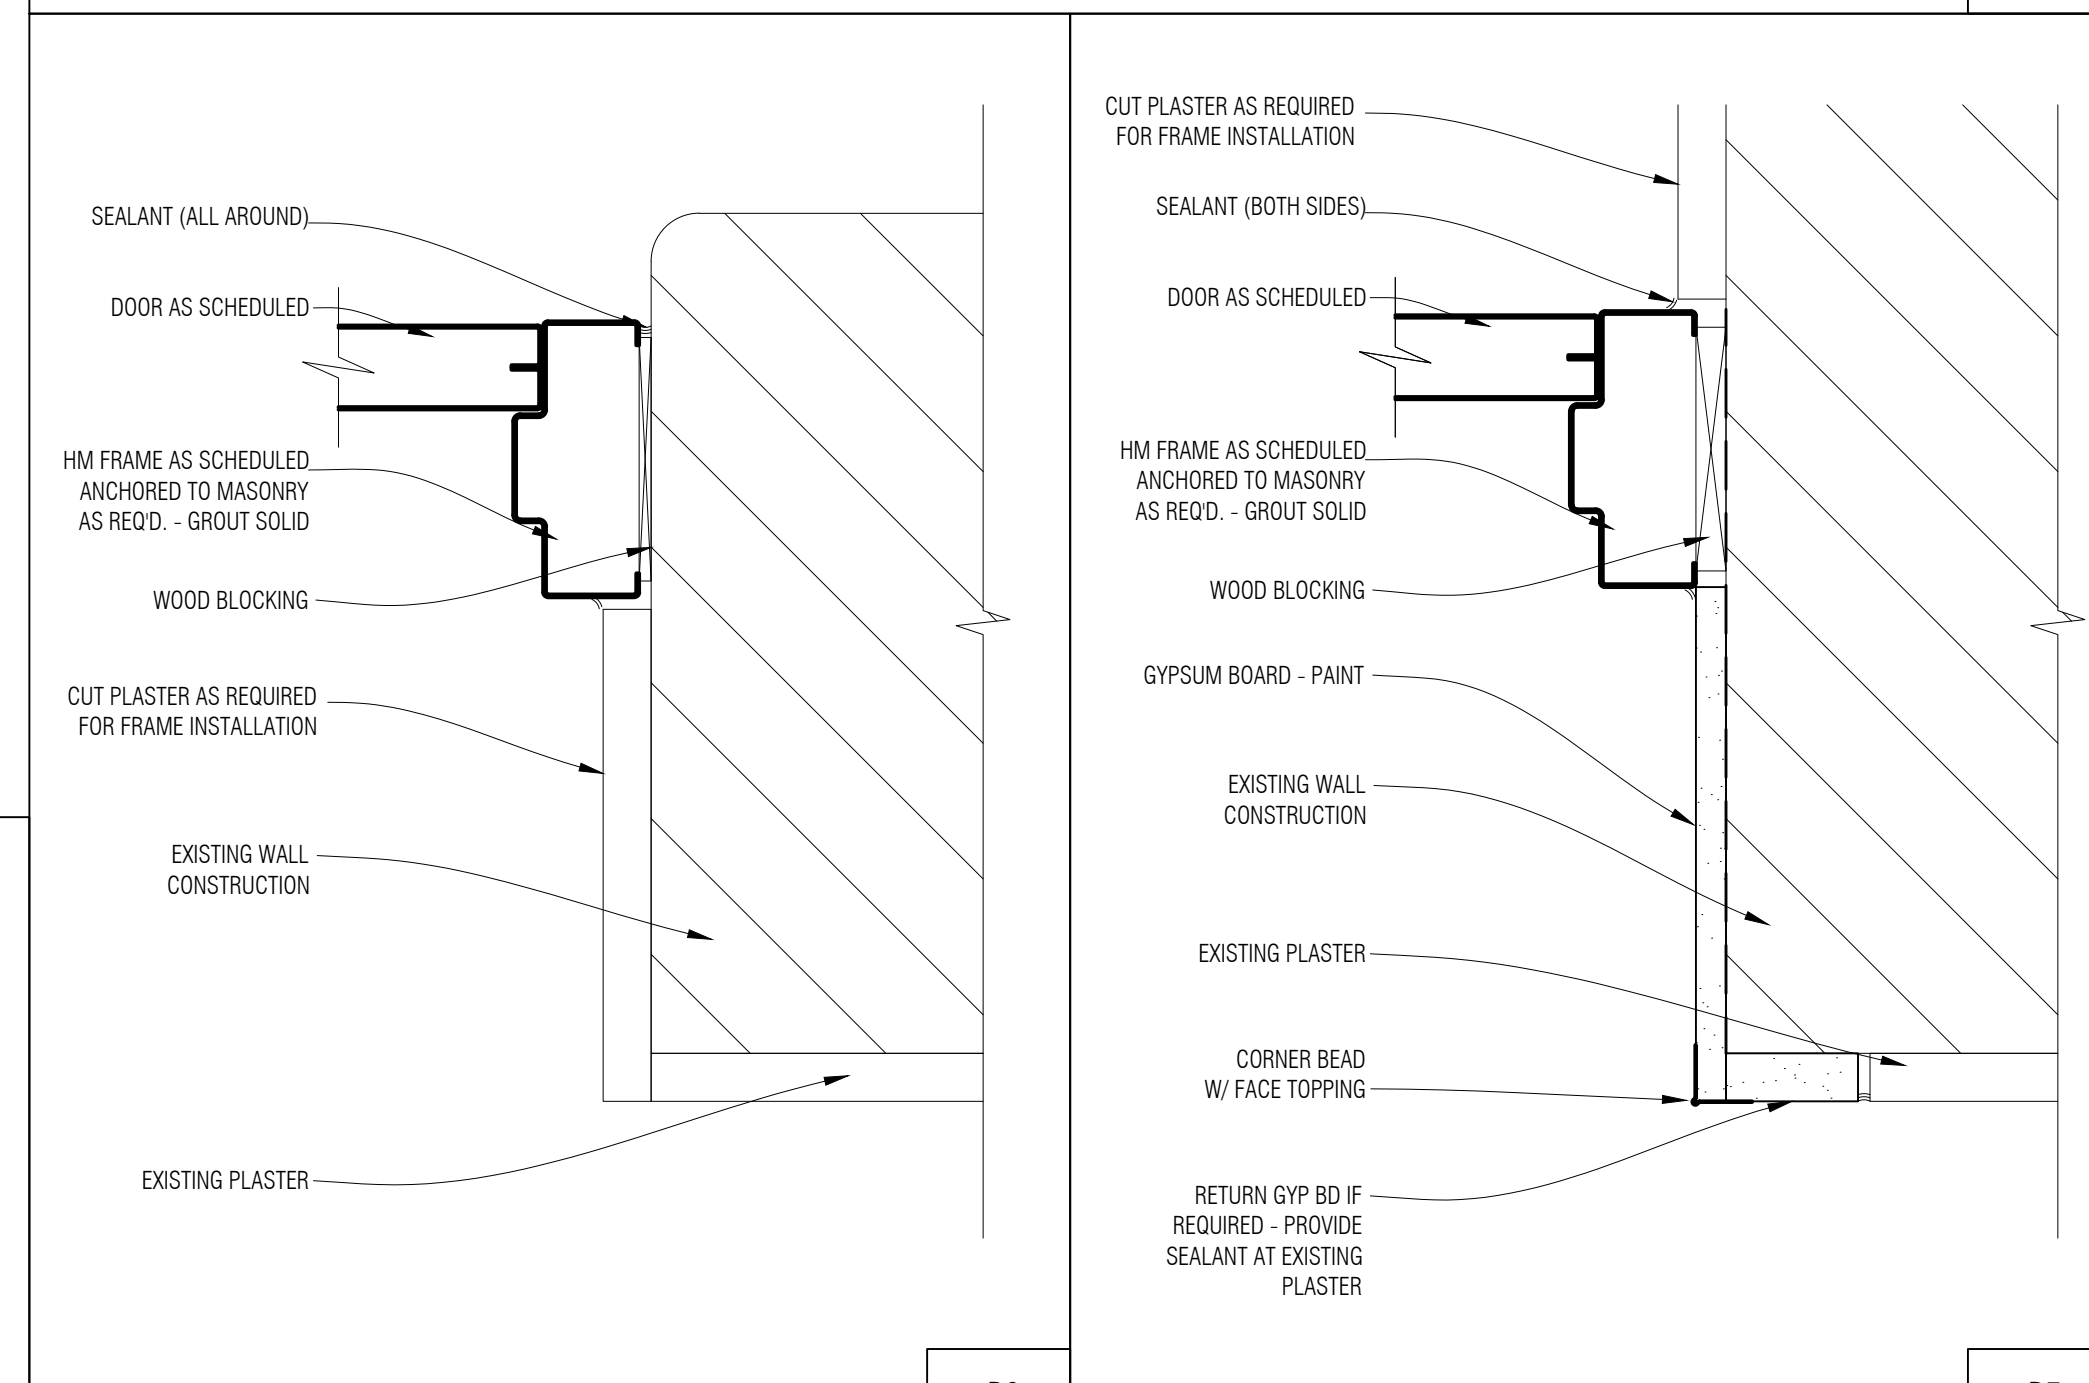 SEALANT (ALL AROUND)
DOOR AS SCHEDULED
HM FRAME AS SCHEDULED
ANCHORED TO MASONRY
AS REQ'D. - GROUT SOLID
WOOD BLOCKING
CUT PLASTER AS REQUIRED
FOR FRAME INSTALLATION
EXISTING WALL
CONSTRUCTION
EXISTING PLASTER
CUT PLASTER AS REQUIRED
FOR FRAME INSTALLATION
SEALANT (BOTH SIDES)
DOOR AS SCHEDULED
HM FRAME AS SCHEDULED
ANCHORED TO MASONRY
AS REQ'D. - GROUT SOLID
WOOD BLOCKING
GYPSUM BOARD - PAINT
EXISTING WALL
CONSTRUCTION
EXISTING PLASTER
CORNER BEAD
W/ FACE TOPPING
RETURN GYP BD IF
REQUIRED - PROVIDE
SEALANT AT EXISTING
PLASTER